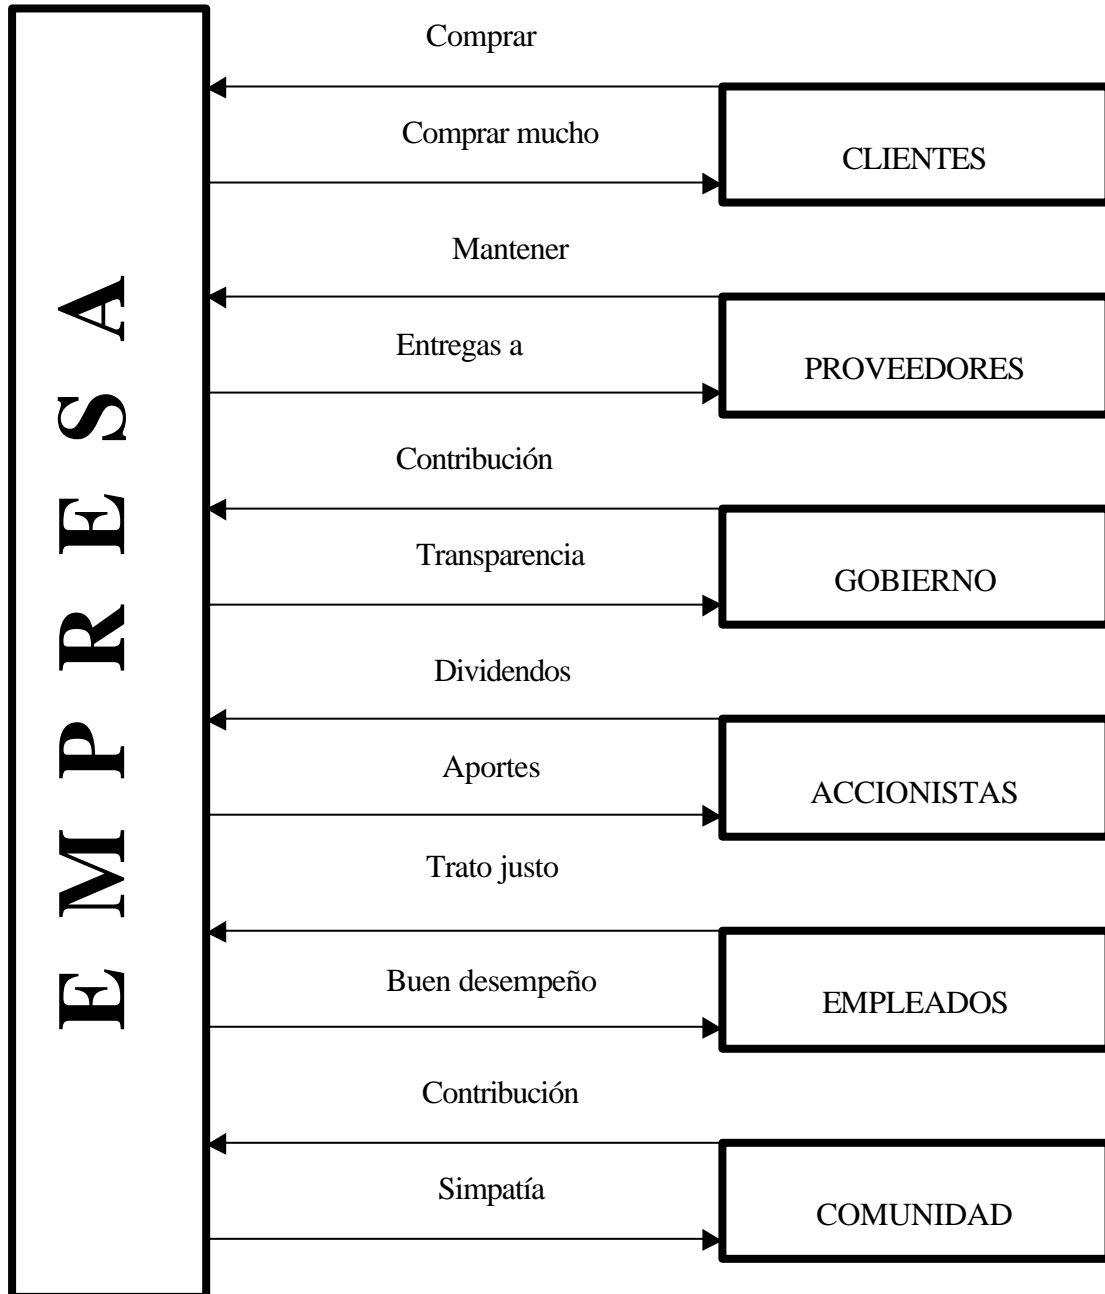 Comprar
Comprar mucho
CLIENTES
Mantener
Entregas a
PROVEEDORES
Contribución
Transparencia
GOBIERNO
Dividendos
Aportes
ACCIONISTAS
Trato justo
Buen desempeño
EMPLEADOS
Contribución
Simpatía
COMUNIDAD
E M P R E S A